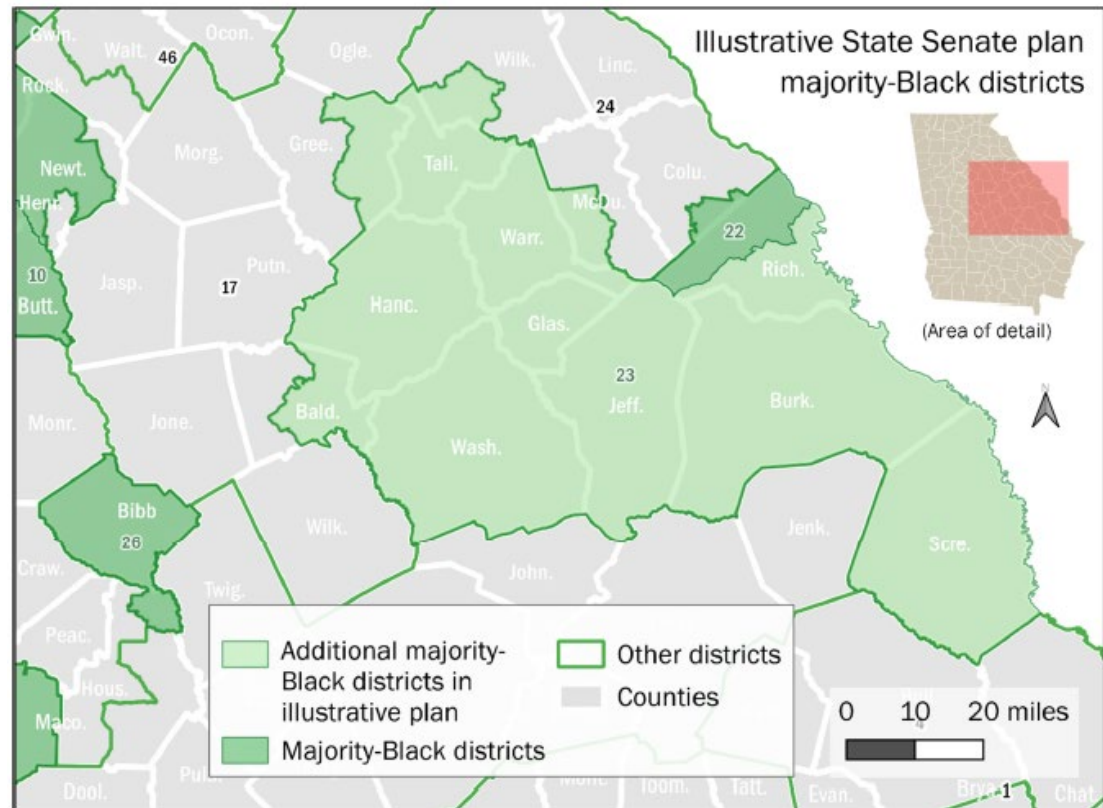 Illustrative State Senate plan
majority-Black districts
(Area of detail)
N
Gwin.
Walt.
46
Ocon.
Ogle.
Wilk.
Linc.
24
Rock.
Morg.
Gree.
Tali.
Colu.
McDu.
Newt.
Henr.
22
Warr.
Rich.
10
Butt.
Jasp.
17
Putn.
Hanc.
Glas.
23
Jeff.
Burk.
Monr.
Jone.
Bald.
Wash.
Bibb
26
Wilk.
Jenk.
Scre.
Craw.
Twig.
John.
Peac.
Hous.
Maco.
Dool.
Pul
Toom.
Tatt.
Evan.
4
Brya.
1
Chat.
Additional majority-
Black districts in
illustrative plan
Majority-Black districts
Other districts
Counties
0 10 20 miles